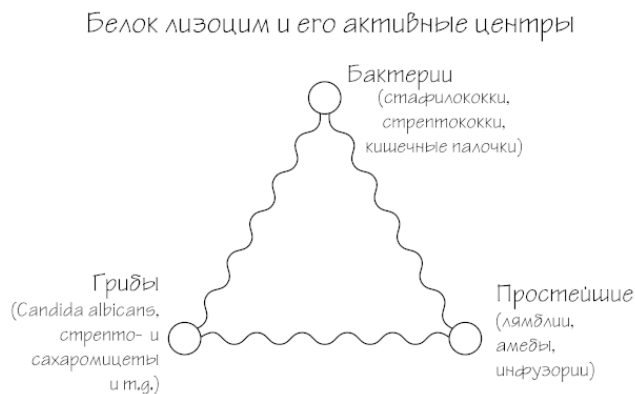 Белок лизоцим и его активные центры
Бактерии
(стафилококки,
стрептококки,
кишечные палочки)
Грибы
(Candida albicans,
стрепто- и
сахаромицеты
и т.д.)
Простейшие
(лямблии,
амебы,
инфузории)